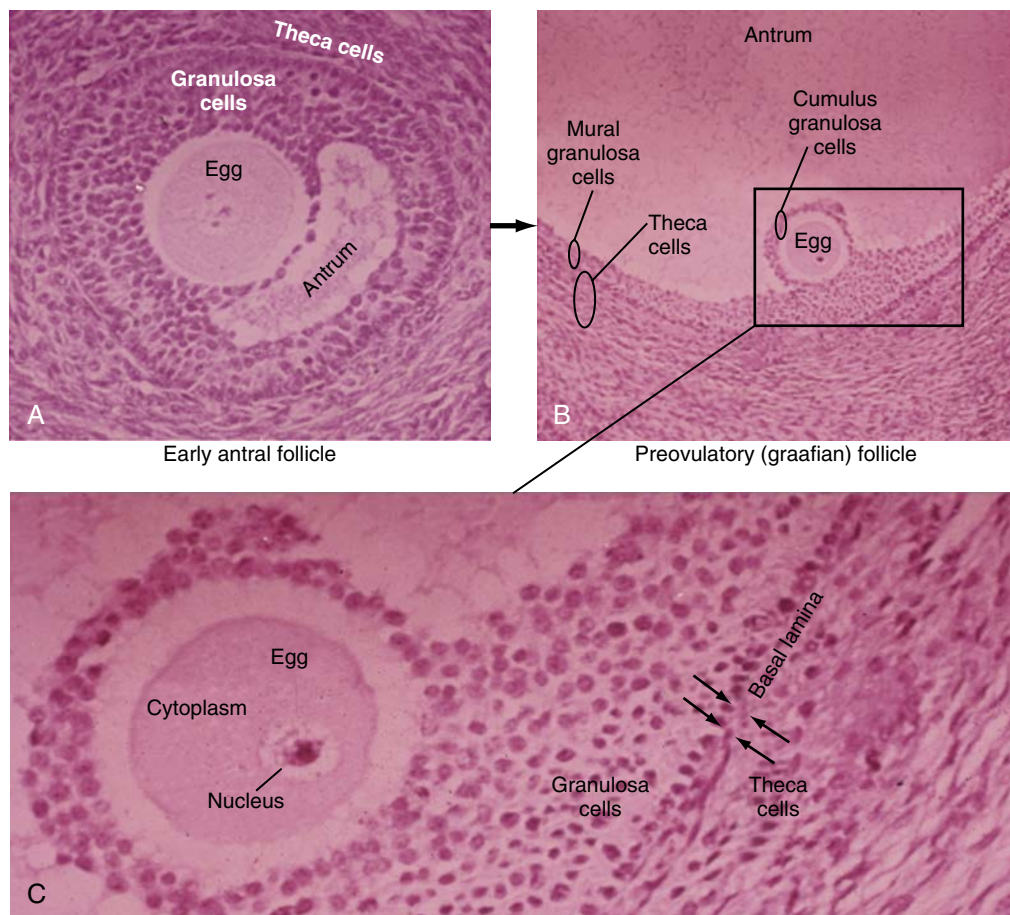 Theca cells
Granulosa
cells
Egg
Antrum
A
Early antral follicle
Antrum
Cumulus
granulosa
cells
Mural
granulosa
cells
Theca
cells
Egg
B
Preovulatory (graafian) follicle
Egg
Cytoplasm
Nucleus
Basal lamina
Granulosa
cells
Theca
cells
C